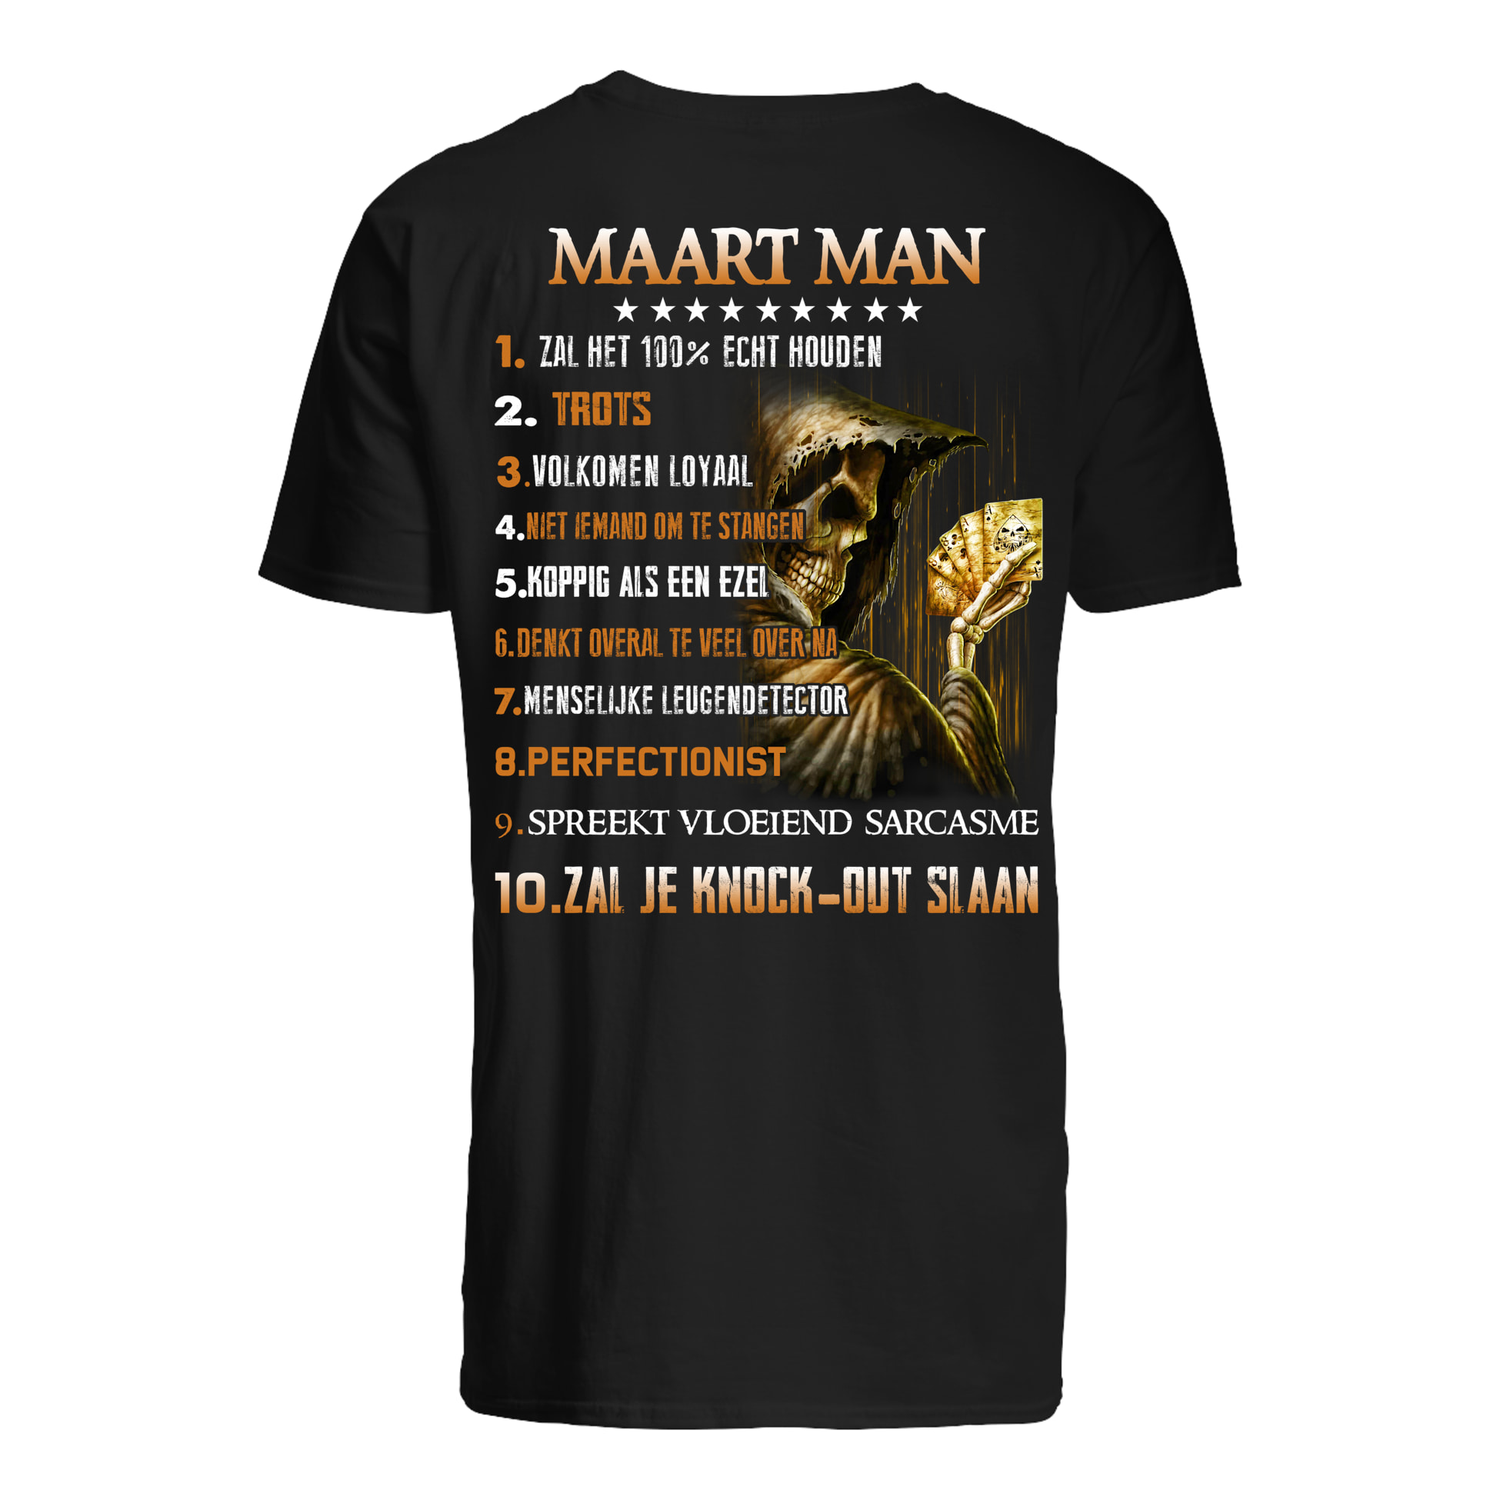 MAART MAN
1. ZAL HET 100% ECHT HOUDEN
2. TROTS
3.VOLKOMEN LOYAAL
4.NIET IEMAND OM TE STANGEN
5.KOPPIG ALS EEN EZEL
6.DENKT OVERAL TE VEEL OVER NA
7.MENSELIJKE LEUGENDETECTOR
8.PERFECTIONIST
9.SPREEKT VLOEIEND SARCASME
10.ZAL JE KNOCK-OUT SLAAN